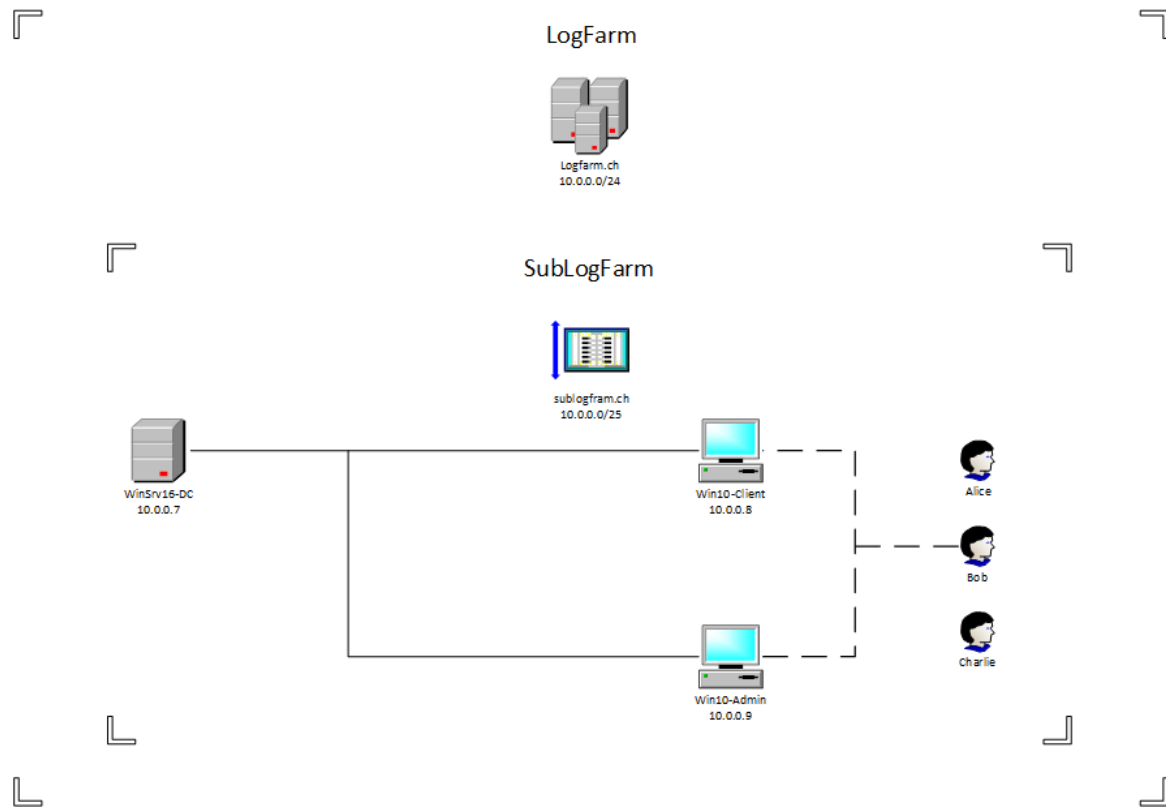 LogFarm
Logfarm.ch
10.0.0.0/24
SubLogFarm
sublogfram.ch
10.0.0.0/25
WinSrv16-DC
10.0.0.7
Win10-Client
10.0.0.8
Alice
Bob
Charlie
Win10-Admin
10.0.0.9